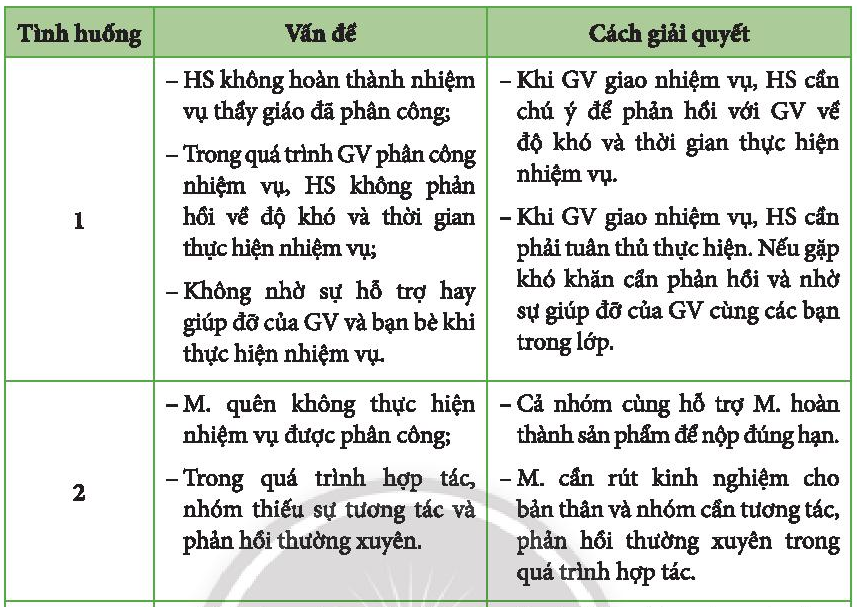 Tình huống
Vấn đề
Cách giải quyết
1
– HS không hoàn thành nhiệm
vụ thầy giáo đã phân công;
– Trong quá trình GV phân công
nhiệm vụ, HS không phản
hồi về độ khó và thời gian
thực hiện nhiệm vụ;
– Không nhờ sự hỗ trợ hay
giúp đỡ của GV và bạn bè khi
thực hiện nhiệm vụ.
– Khi GV giao nhiệm vụ, HS cần
chú ý để phản hồi với GV về
độ khó và thời gian thực hiện
nhiệm vụ.
– Khi GV giao nhiệm vụ, HS cần
phải tuân thủ thực hiện. Nếu gặp
khó khăn cần phản hồi và nhờ
sự giúp đỡ của GV cùng các bạn
trong lớp.
2
– M. quên không thực hiện
nhiệm vụ được phân công;
– Trong quá trình hợp tác,
nhóm thiếu sự tương tác và
phản hồi thường xuyên.
– Cả nhóm cùng hỗ trợ M. hoàn
thành sản phẩm để nộp đúng hạn.
– M. cần rút kinh nghiệm cho
bản thân và nhóm cần tương tác,
phản hồi thường xuyên trong
quá trình hợp tác.